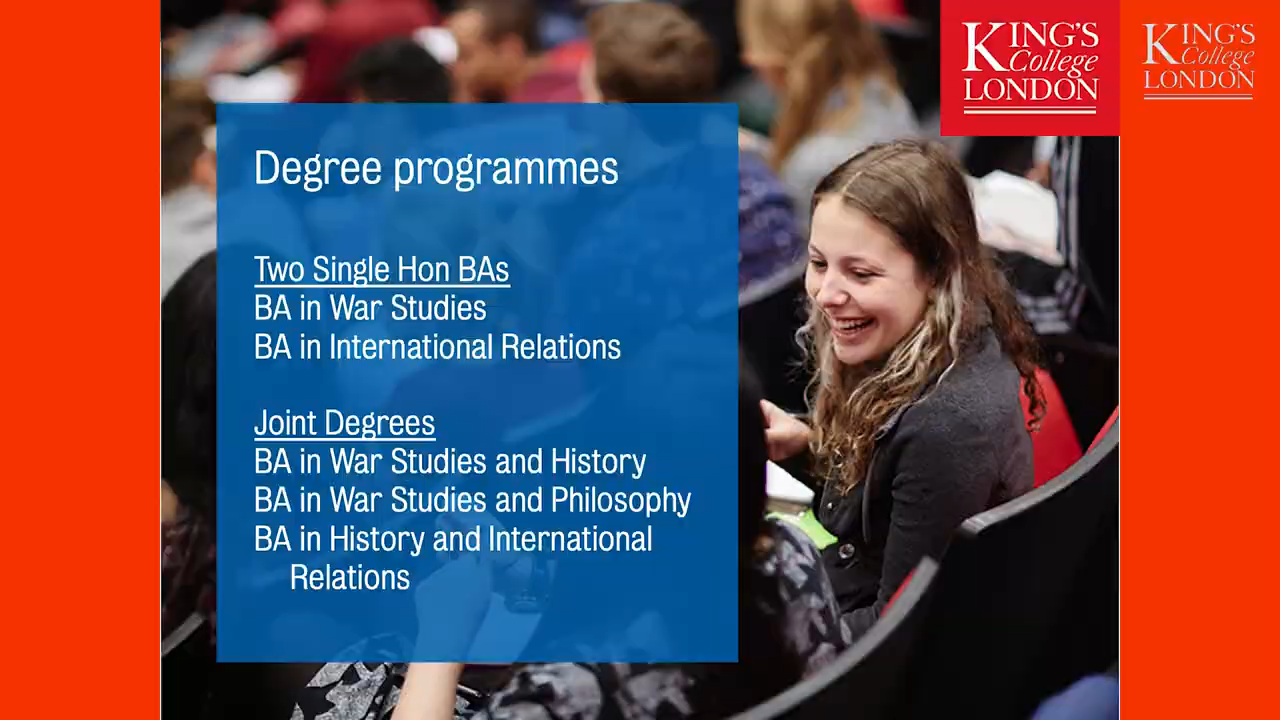 KING'S
College
LONDON
KING'S
College
LONDON
Degree programmes
Two Single Hon BAs
BA in War Studies
BA in International Relations
Joint Degrees
BA in War Studies and History
BA in War Studies and Philosophy
BA in History and International
Relations